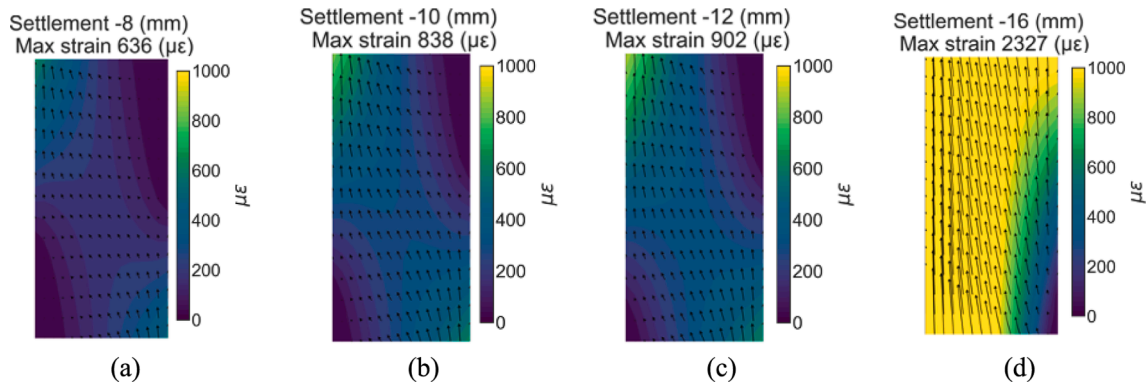 Settlement -8 (mm)
Max strain 636 (με)
1000
800
600
400
200
0
με
(a)
Settlement -10 (mm)
Max strain 838 (με)
1000
800
600
400
200
0
με
(b)
Settlement -12 (mm)
Max strain 902 (με)
1000
800
600
400
200
0
με
(c)
Settlement -16 (mm)
Max strain 2327 (με)
1000
800
600
400
200
0
με
(d)